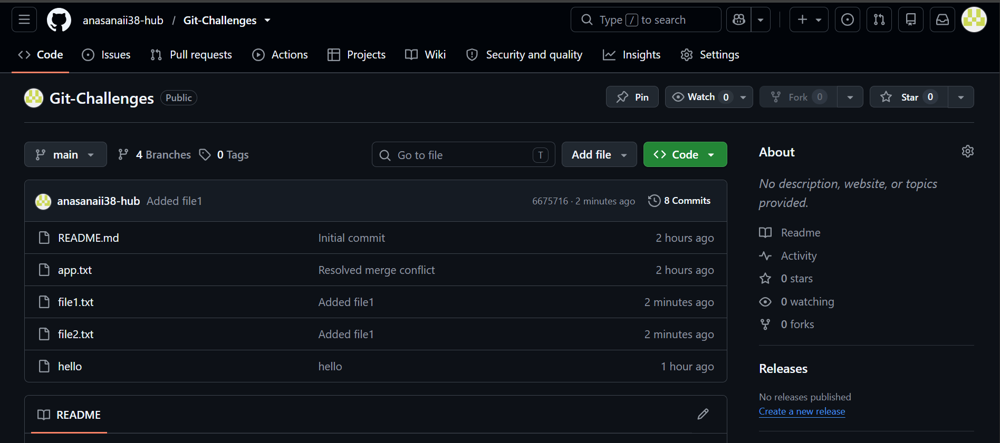 anasanaii38-hub / Git-Challenges
Type / to search
Code Issues Pull requests Actions Projects Wiki Security and quality Insights Settings
Git-Challenges Public
Pin Watch 0 Fork 0 Star 0
main 4 Branches 0 Tags
Go to file T Add file Code
anasanaii38-hub Added file1 6675716 · 2 minutes ago 8 Commits
README.md Initial commit 2 hours ago
app.txt Resolved merge conflict 2 hours ago
file1.txt Added file1 2 minutes ago
file2.txt Added file1 2 minutes ago
hello hello 1 hour ago
README
About
No description, website, or topics
provided.
Readme
Activity
0 stars
0 watching
0 forks
Releases
No releases published
Create a new release